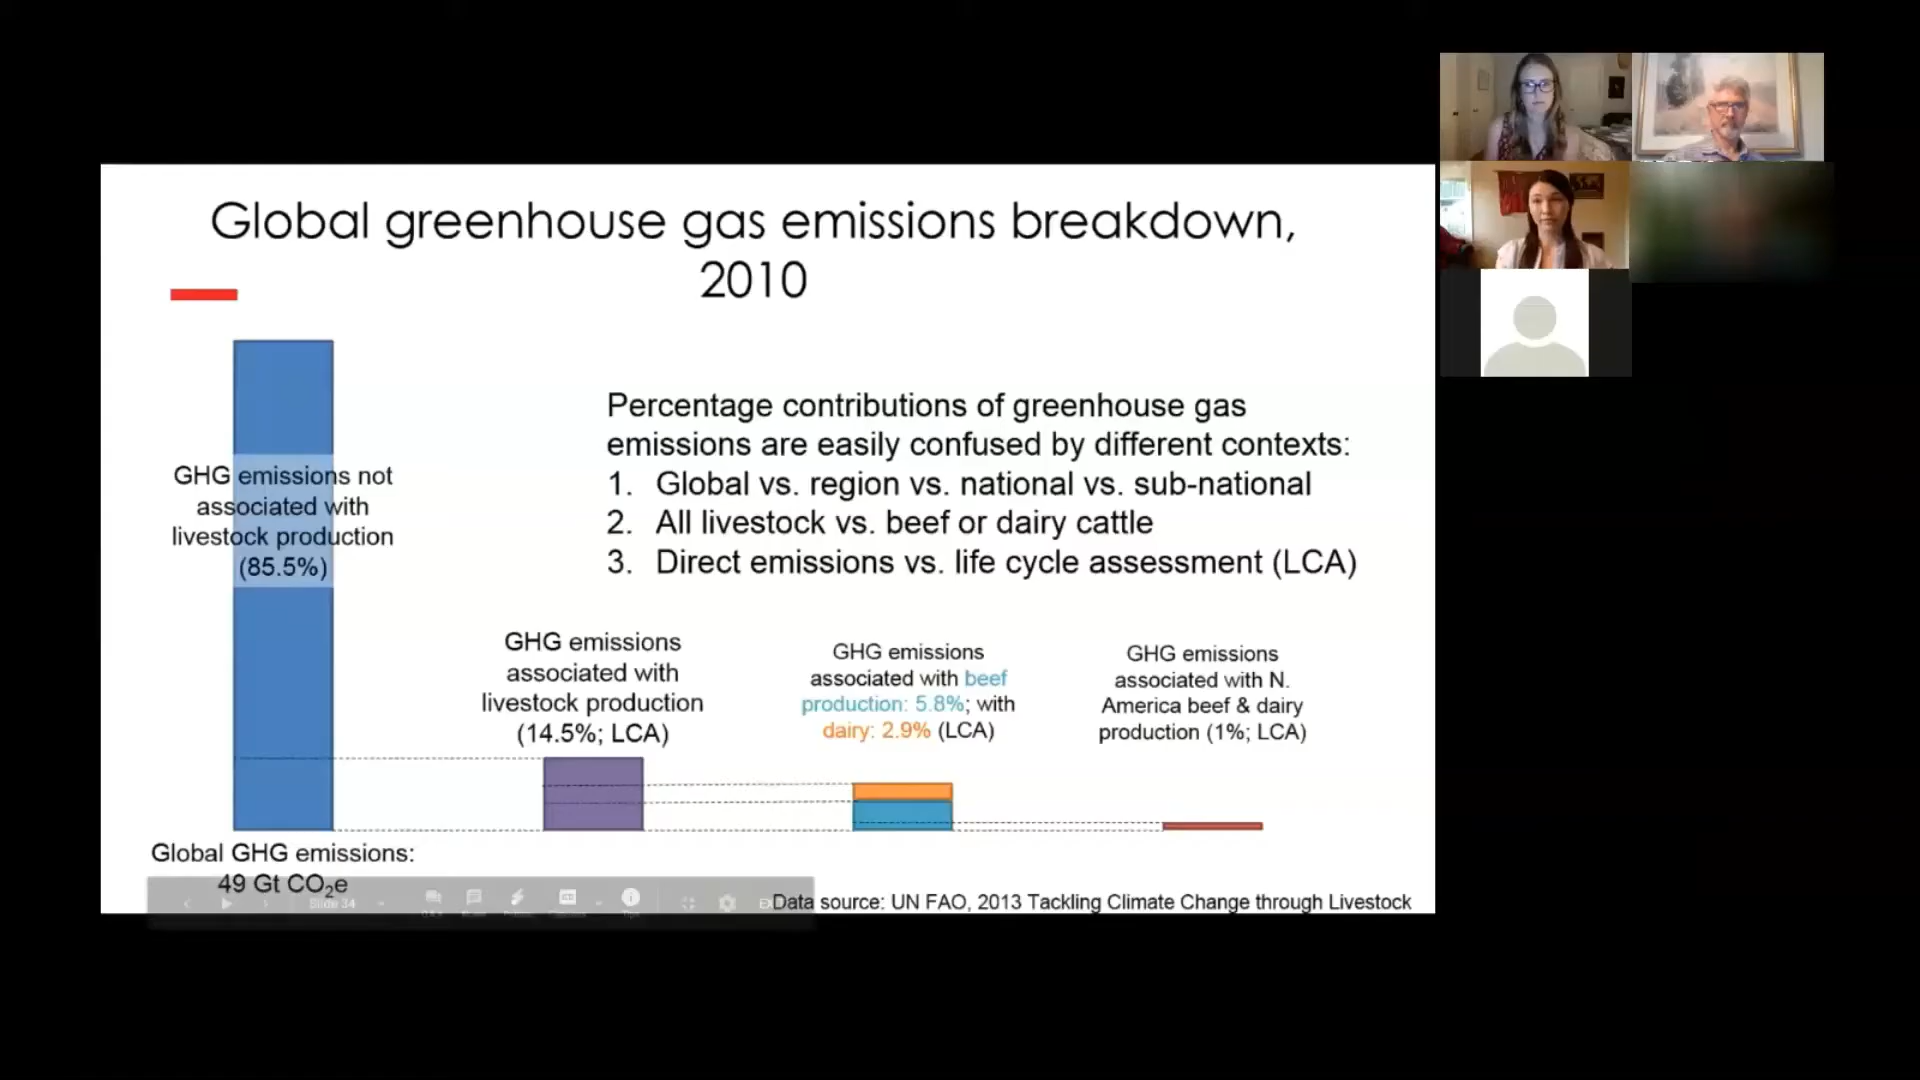 Global greenhouse gas emissions breakdown,
2010
GHG emissions not
associated with
livestock production
(85.5%)
Percentage contributions of greenhouse gas
emissions are easily confused by different contexts:
1. Global vs. region vs. national vs. sub-national
2. All livestock vs. beef or dairy cattle
3. Direct emissions vs. life cycle assessment (LCA)
GHG emissions
associated with
livestock production
(14.5%; LCA)
GHG emissions
associated with beef
production: 5.8%; with
dairy: 2.9% (LCA)
GHG emissions
associated with N.
America beef & dairy
production (1%; LCA)
Global GHG emissions:
49 Gt CO₂e
Slide 34
Data source: UN FAO, 2013 Tackling Climate Change through Livestock